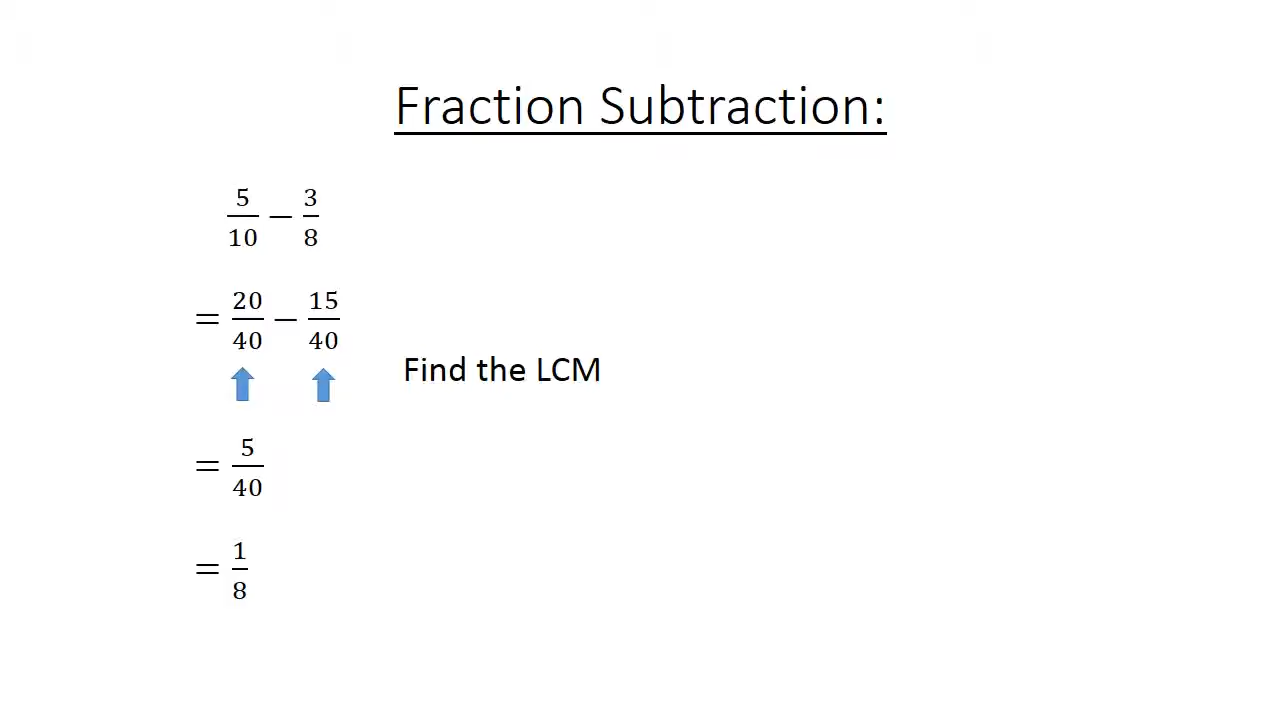 Fraction Subtraction:
5/10 − 3/8
= 20/40 − 15/40
Find the LCM
= 5/40
= 1/8